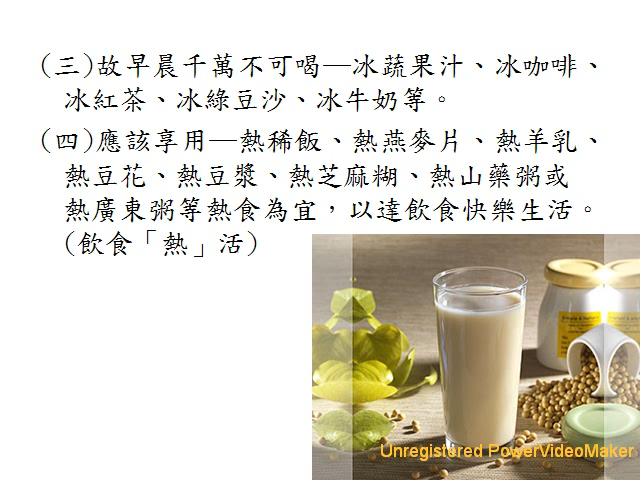 (三)故早晨千萬不可喝—冰蔬果汁、冰咖啡、
冰紅茶、冰綠豆沙、冰牛奶等。
(四)應該享用—熱稀飯、熱燕麥片、熱羊乳、
熱豆花、熱豆漿、熱芝麻糊、熱山藥粥或
熱廣東粥等熱食為宜，以達飲食快樂生活。
(飲食「熱」活)
Unregistered PowerVideoMaker